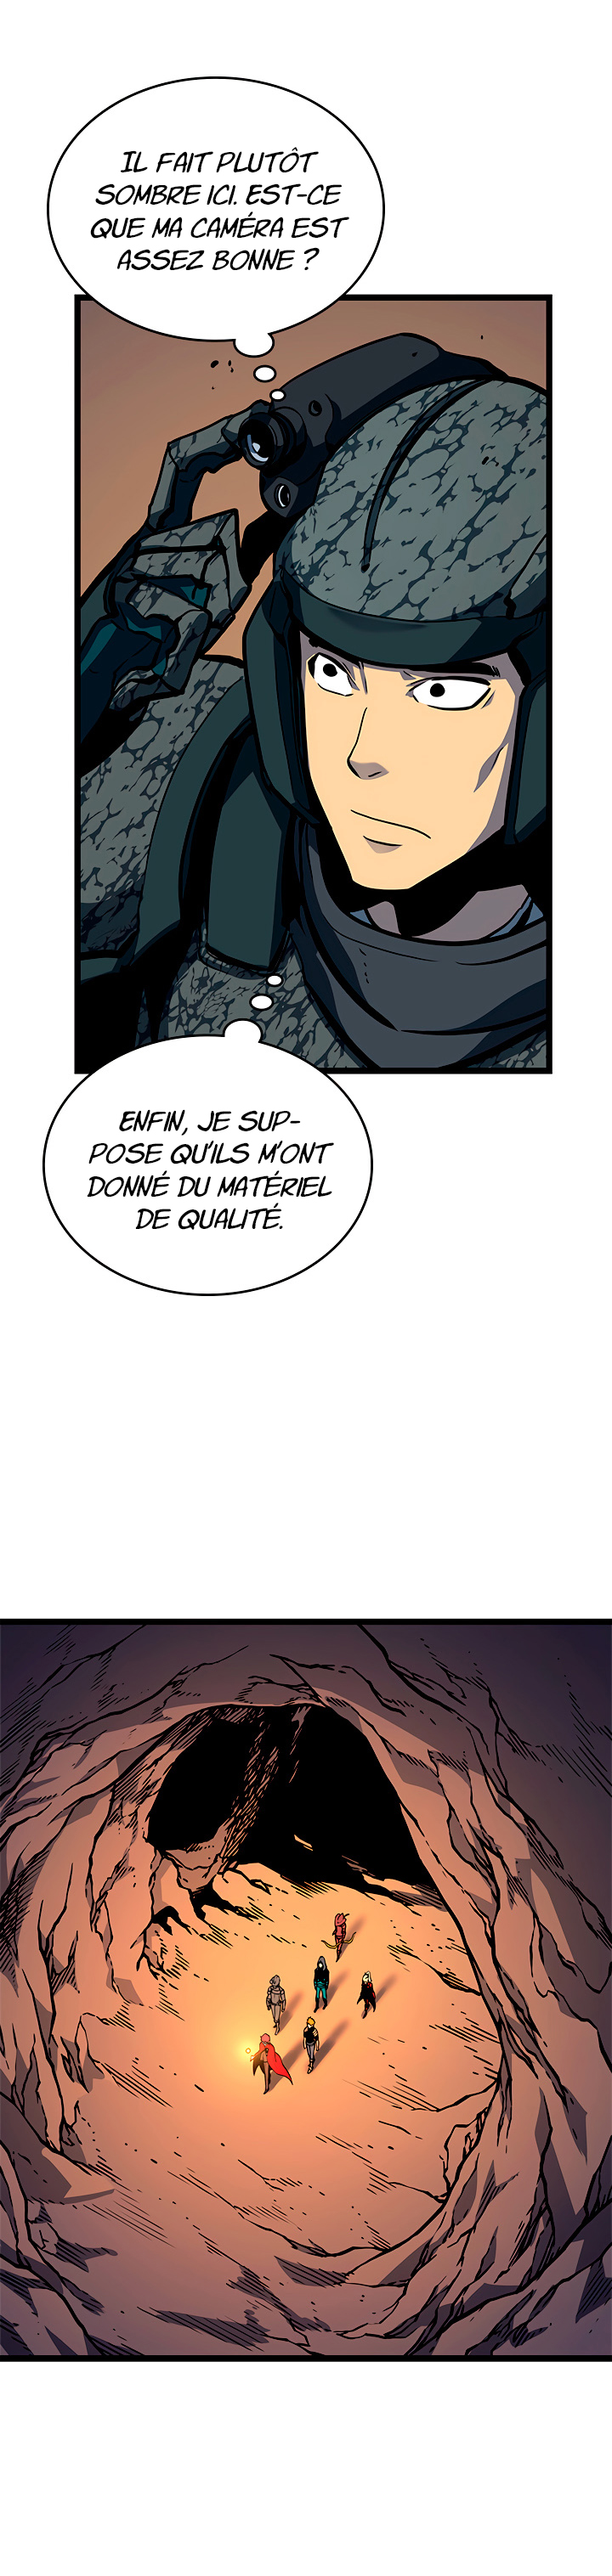 IL FAIT PLUTÔT
SOMBRE ICI. EST-CE
QUE MA CAMÉRA EST
ASSEZ BONNE ?
ENFIN, JE SUP-
POSE QU'ILS M'ONT
DONNÉ DU MATÉRIEL
DE QUALITÉ.